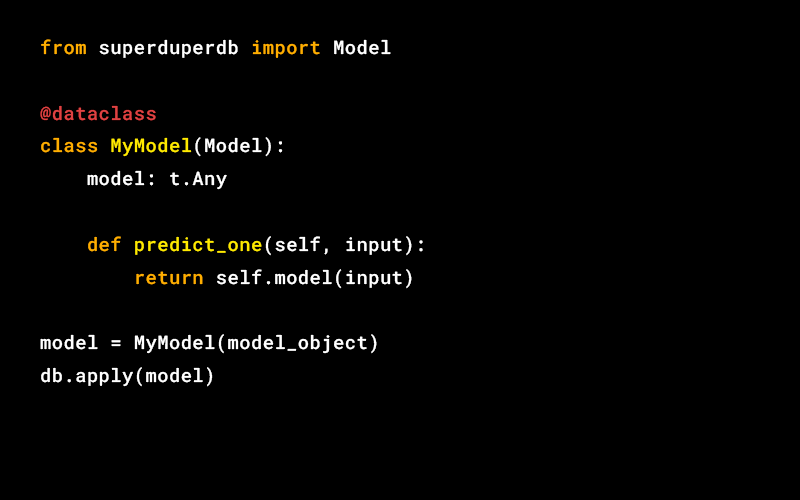 from superduperdb import Model
@dataclass
class MyModel(Model):
    model: t.Any
    def predict_one(self, input):
        return self.model(input)
model = MyModel(model_object)
db.apply(model)